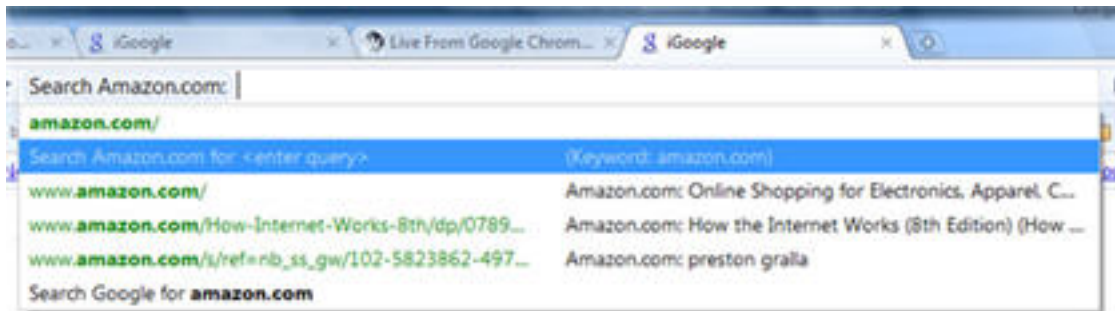 iGoogle Live From Google Chrom... iGoogle
Search Amazon.com:
amazon.com/
Search Amazon.com for <enter query> (Keyword: amazon.com)
www.amazon.com/ Amazon.com: Online Shopping for Electronics, Apparel, C...
www.amazon.com/How-Internet-Works-8th/dp/0789... Amazon.com: How the Internet Works (8th Edition) (How ...
www.amazon.com/s/ref=nb_ss_gw/102-5823862-497... Amazon.com: preston gralla
Search Google for amazon.com